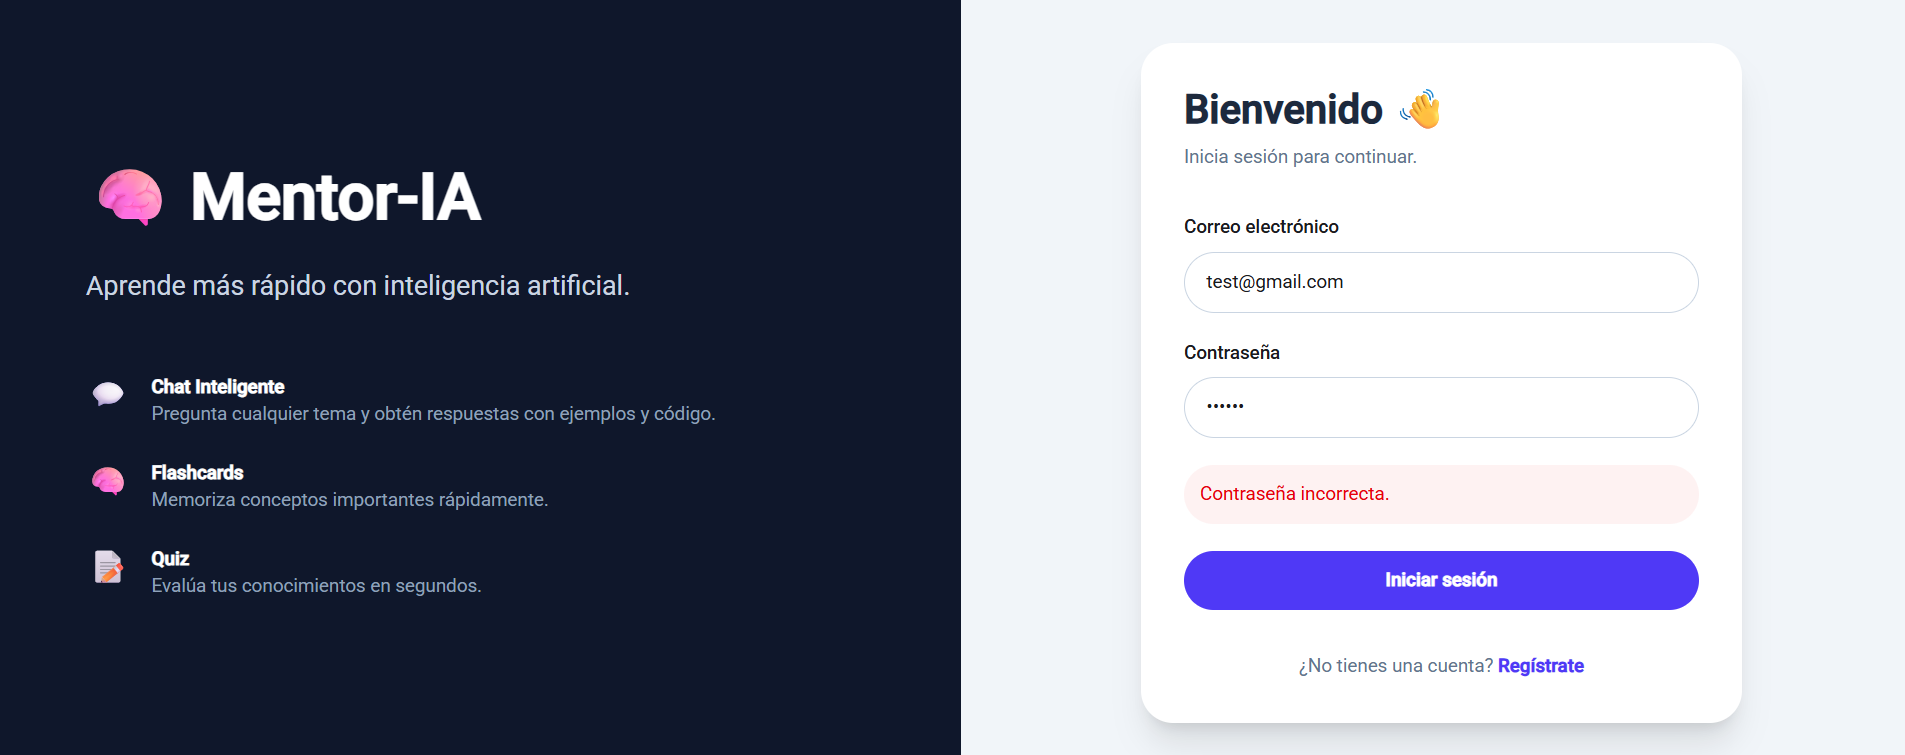 Mentor-IA
Aprende más rápido con inteligencia artificial.
Chat Inteligente
Pregunta cualquier tema y obtén respuestas con ejemplos y código.
Flashcards
Memoriza conceptos importantes rápidamente.
Quiz
Evalúa tus conocimientos en segundos.
Bienvenido
Inicia sesión para continuar.
Correo electrónico
test@gmail.com
Contraseña
••••••
Contraseña incorrecta.
Iniciar sesión
¿No tienes una cuenta? Regístrate